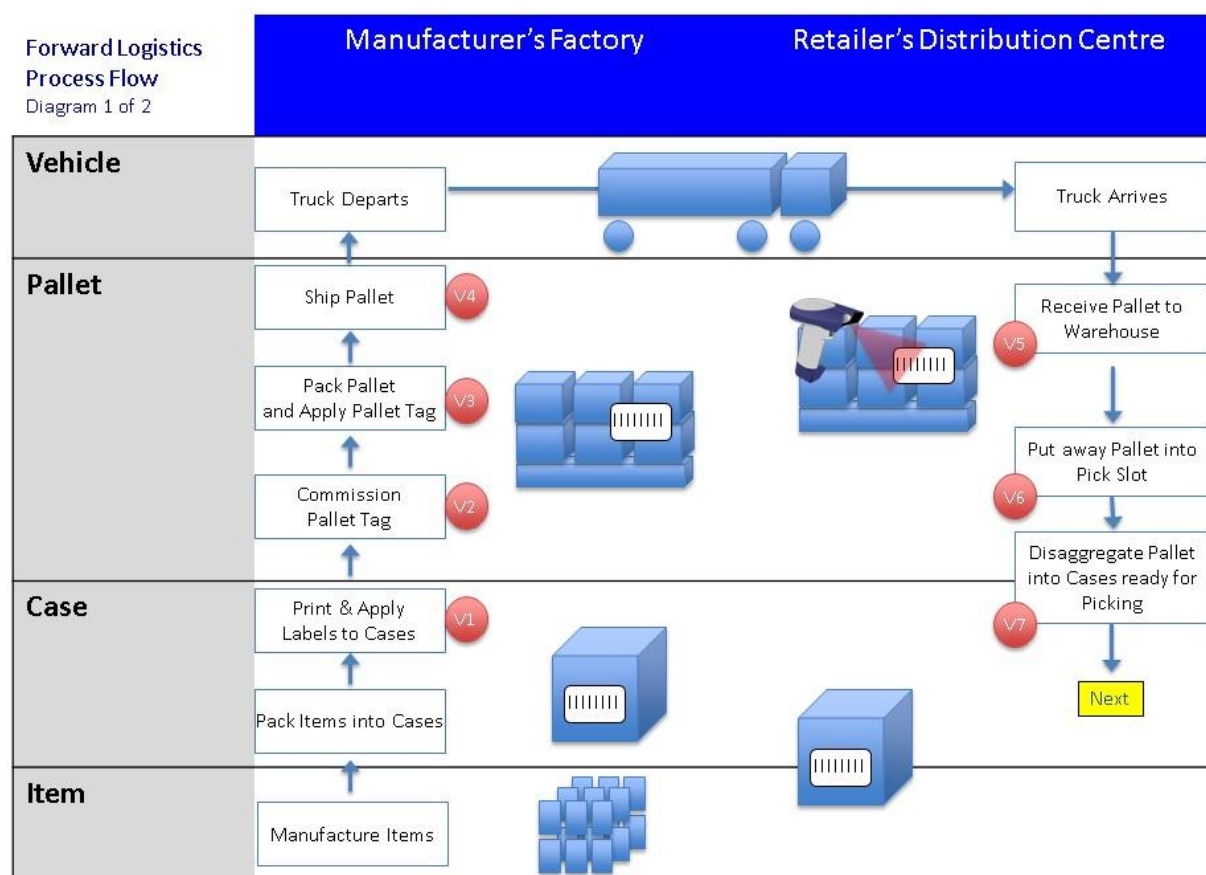 Forward Logistics
Process Flow
Diagram 1 of 2
Manufacturer's Factory
Retailer's Distribution Centre
Vehicle
Truck Departs
Truck Arrives
Pallet
Ship Pallet
V4
Receive Pallet to
Warehouse
V5
Pack Pallet
and Apply Pallet Tag
V3
Put away Pallet into
Pick Slot
V6
Commission
Pallet Tag
V2
Disaggregate Pallet
into Cases ready for
Picking
V7
Case
Print & Apply
Labels to Cases
V1
Pack Items into Cases
Next
Item
Manufacture Items